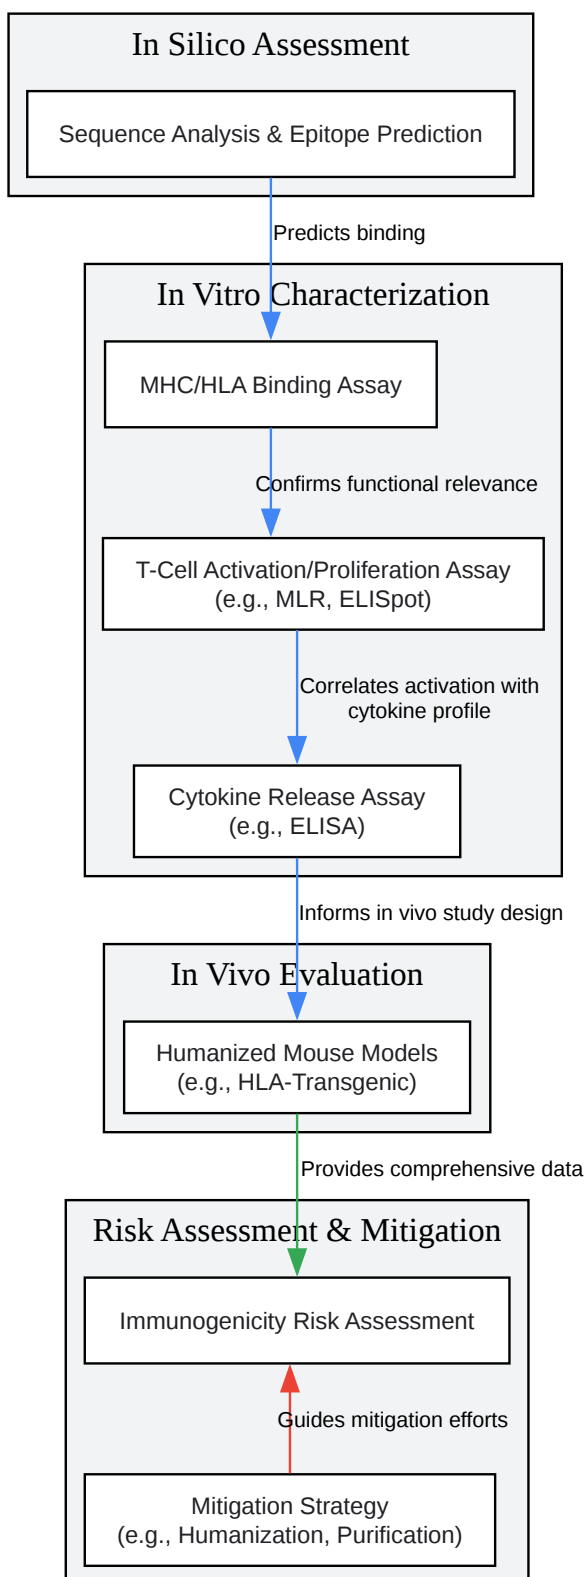 In Silico Assessment
Sequence Analysis & Epitope Prediction
Predicts binding
In Vitro Characterization
MHC/HLA Binding Assay
Confirms functional relevance
T-Cell Activation/Proliferation Assay
(e.g., MLR, ELISpot)
Correlates activation with
cytokine profile
Cytokine Release Assay
(e.g., ELISA)
Informs in vivo study design
In Vivo Evaluation
Humanized Mouse Models
(e.g., HLA-Transgenic)
Provides comprehensive data
Risk Assessment & Mitigation
Immunogenicity Risk Assessment
Guides mitigation efforts
Mitigation Strategy
(e.g., Humanization, Purification)